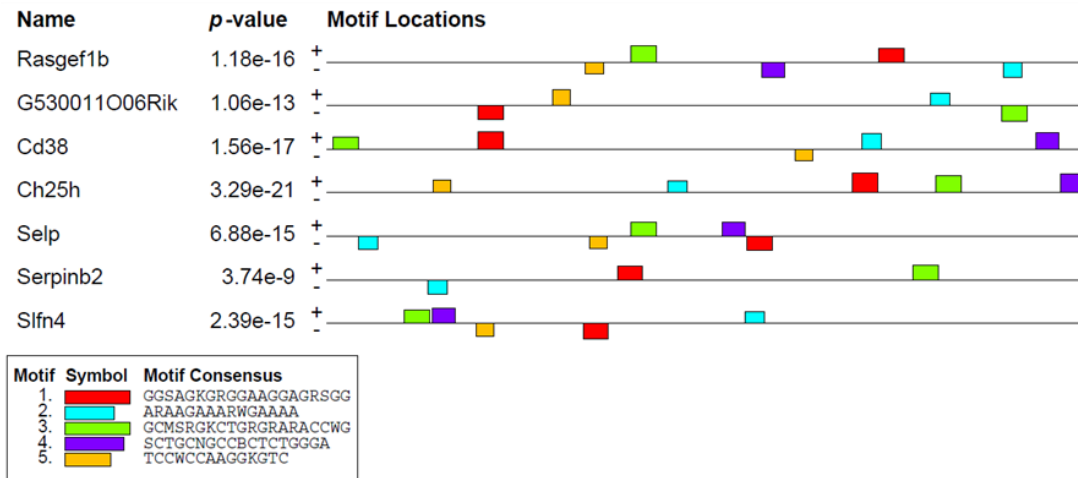 Name p-value Motif Locations
Rasgef1b 1.18e-16 + -
G530011O06Rik 1.06e-13 + -
Cd38 1.56e-17 + -
Ch25h 3.29e-21 + -
Selp 6.88e-15 + -
Serpinb2 3.74e-9 + -
Slfn4 2.39e-15 + -
Motif Symbol Motif Consensus
1. GGSAGKGRGGAAGGAGRSGG
2. ARAAGAAARWGAAAA
3. GCMSRGKCTGRGRARACCWG
4. SCTGCNGCCBCTCTGGGA
5. TCCWCCAAGGKGTC